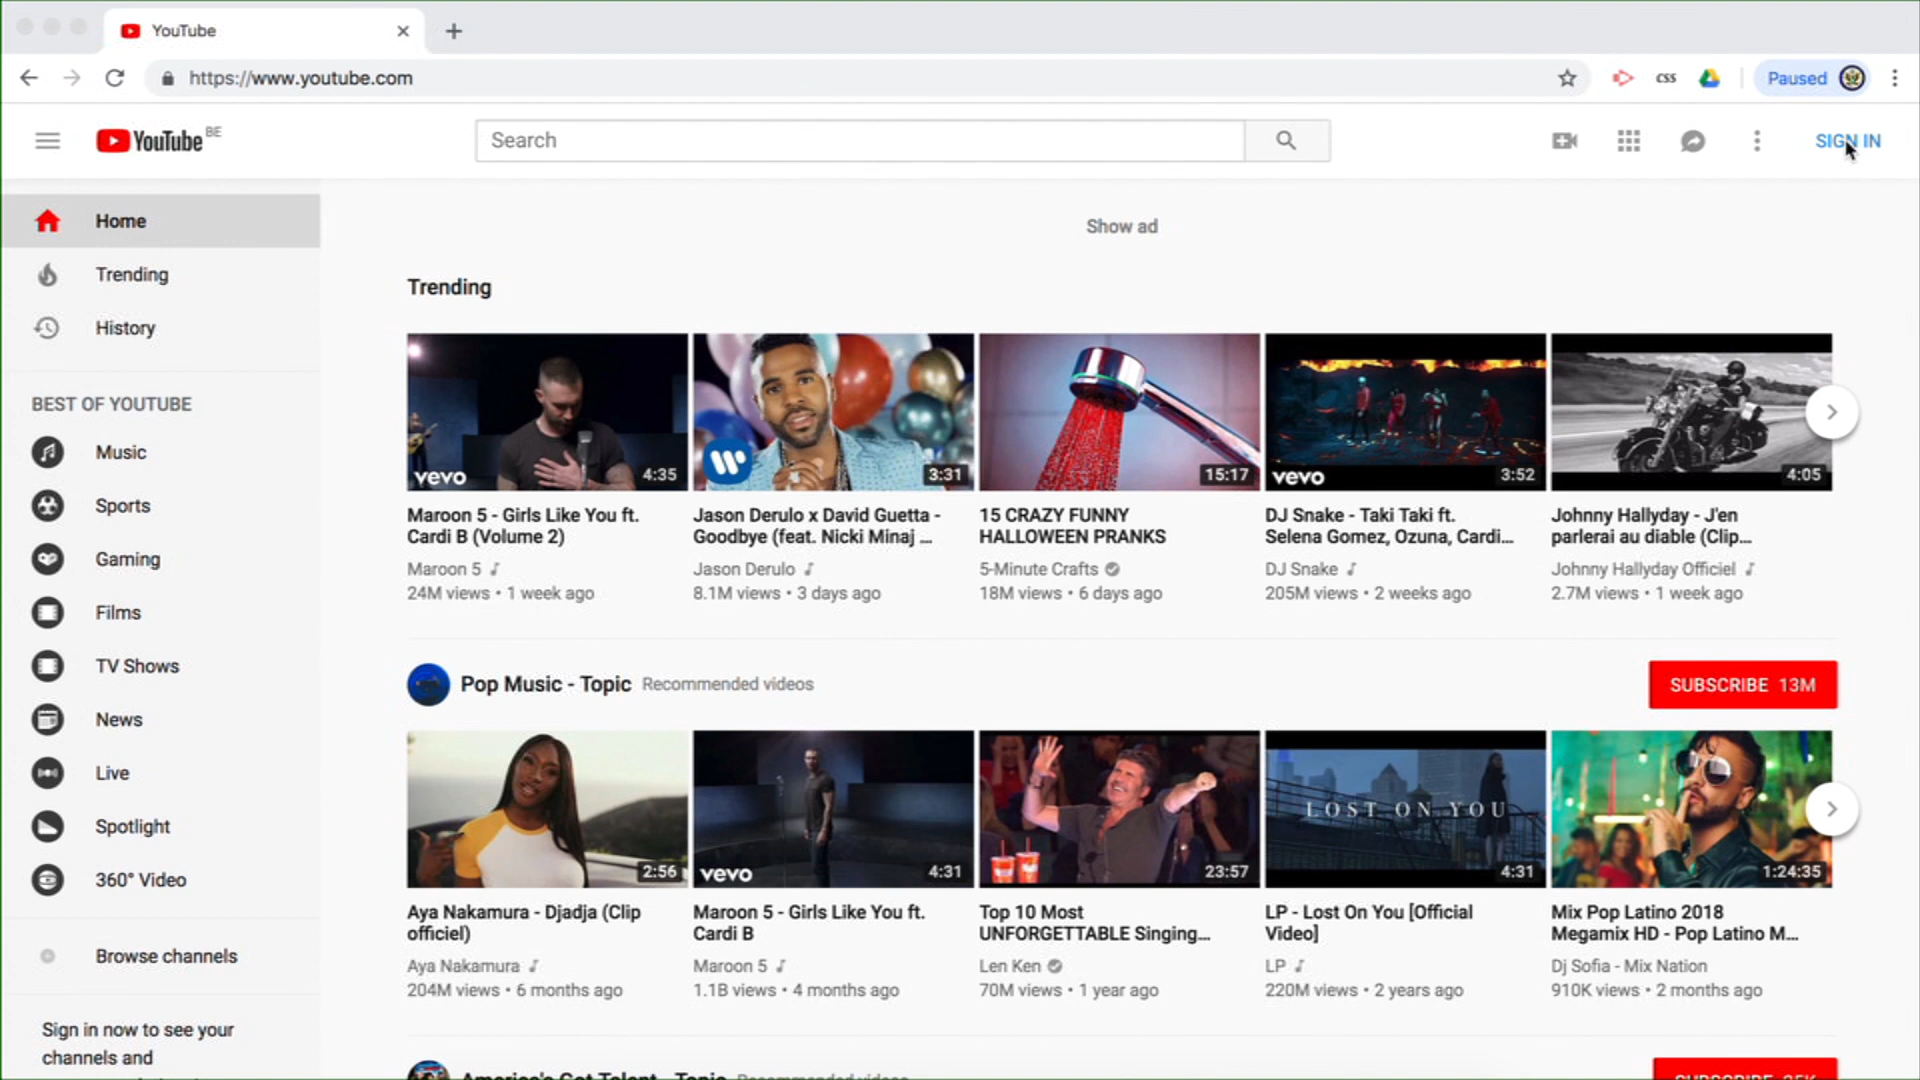 YouTube
https://www.youtube.com
CSS
Paused
YouTube BE
Search
SIGN IN
Home
Trending
History
BEST OF YOUTUBE
Music
Sports
Gaming
Films
TV Shows
News
Live
Spotlight
360° Video
Browse channels
Sign in now to see your
channels and
Show ad
Trending
vevo
4:35
3:31
15:17
vevo
3:52
4:05
Maroon 5 - Girls Like You ft.
Cardi B (Volume 2)
Maroon 5
24M views • 1 week ago
Jason Derulo x David Guetta -
Goodbye (feat. Nicki Minaj ...
Jason Derulo
8.1M views • 3 days ago
15 CRAZY FUNNY
HALLOWEEN PRANKS
5-Minute Crafts
18M views • 6 days ago
DJ Snake - Taki Taki ft.
Selena Gomez, Ozuna, Cardi...
DJ Snake
205M views • 2 weeks ago
Johnny Hallyday - J'en
parlerai au diable (Clip...
Johnny Hallyday Officiel
2.7M views • 1 week ago
Pop Music - Topic Recommended videos
SUBSCRIBE 13M
2:56
vevo
4:31
23:57
LOST ON YOU
4:31
1:24:35
Aya Nakamura - Djadja (Clip
officiel)
Aya Nakamura
204M views • 6 months ago
Maroon 5 - Girls Like You ft.
Cardi B
Maroon 5
1.1B views • 4 months ago
Top 10 Most
UNFORGETTABLE Singing...
Len Ken
70M views • 1 year ago
LP - Lost On You [Official
Video]
LP
220M views • 2 years ago
Mix Pop Latino 2018
Megamix HD - Pop Latino M...
Dj Sofia - Mix Nation
910K views • 2 months ago
America's Got Talent - Topic Recommended videos